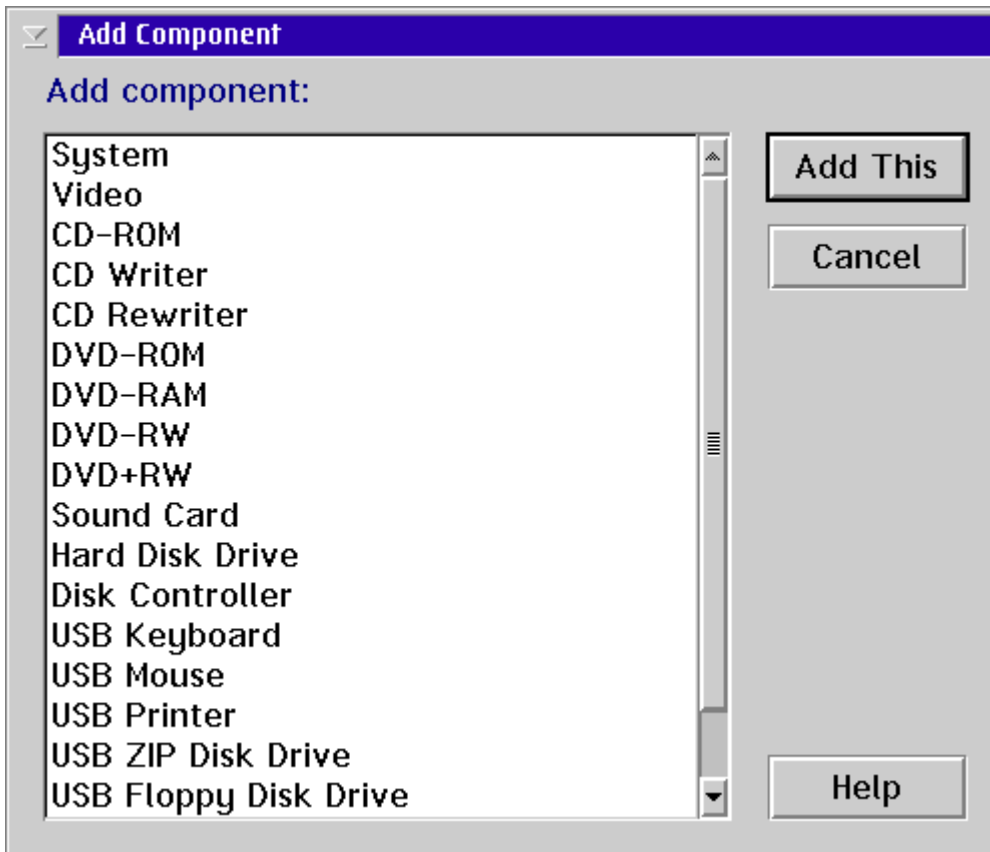 Add Component
Add component:
System
Video
CD-ROM
CD Writer
CD Rewriter
DVD-ROM
DVD-RAM
DVD-RW
DVD+RW
Sound Card
Hard Disk Drive
Disk Controller
USB Keyboard
USB Mouse
USB Printer
USB ZIP Disk Drive
USB Floppy Disk Drive
Add This
Cancel
Help